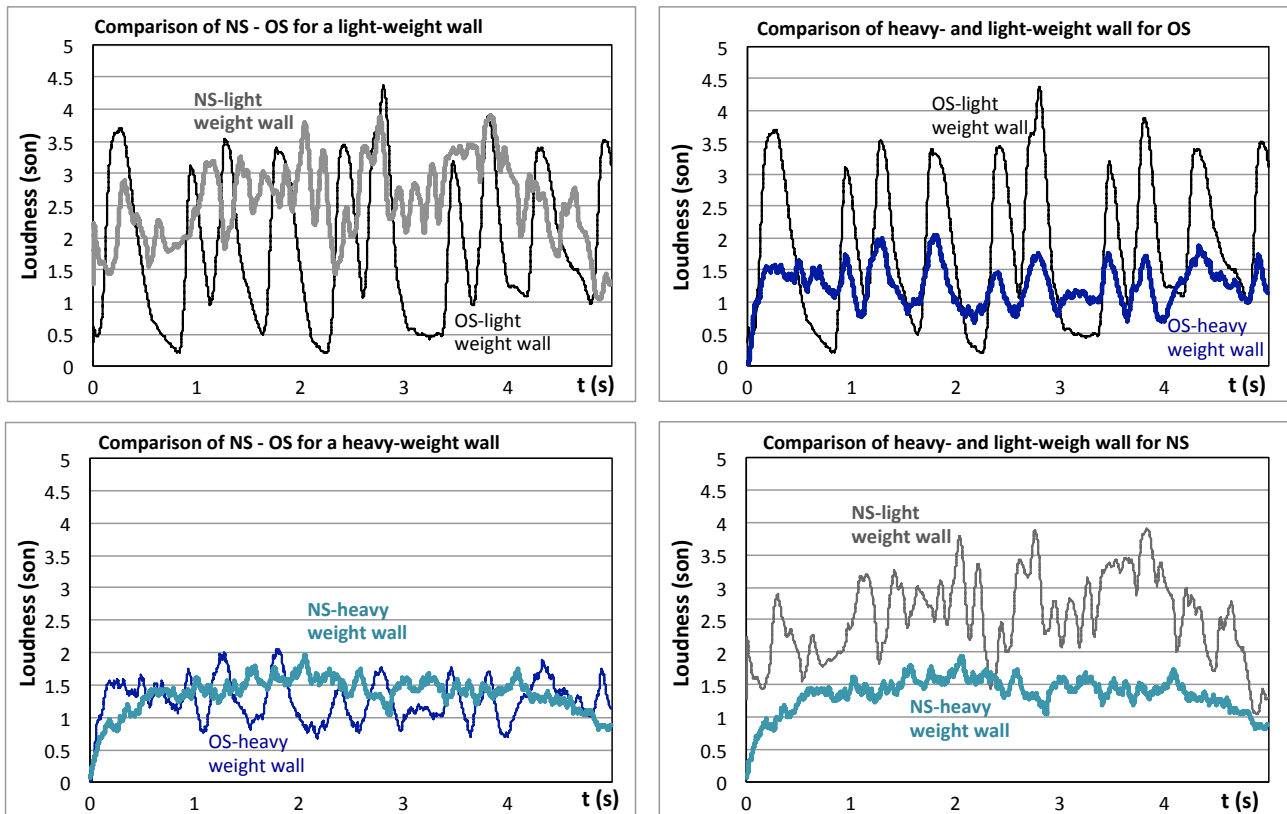 Comparison of NS - OS for a light-weight wall
5
4.5
4
3.5
3
2.5
2
1.5
1
0.5
0
Loudness (son)
NS-light
weight wall
OS-light
weight wall
0 1 2 3 4 t (s)
Comparison of heavy- and light-weight wall for OS
5
4.5
4
3.5
3
2.5
2
1.5
1
0.5
0
Loudness (son)
OS-light
weight wall
OS-heavy
weight wall
0 1 2 3 4 t (s)
Comparison of NS - OS for a heavy-weight wall
5
4.5
4
3.5
3
2.5
2
1.5
1
0.5
0
Loudness (son)
NS-heavy
weight wall
OS-heavy
weight wall
0 1 2 3 4 t (s)
Comparison of heavy- and light-weigh wall for NS
5
4.5
4
3.5
3
2.5
2
1.5
1
0.5
0
Loudness (son)
NS-light
weight wall
NS-heavy
weight wall
0 1 2 3 4 t (s)